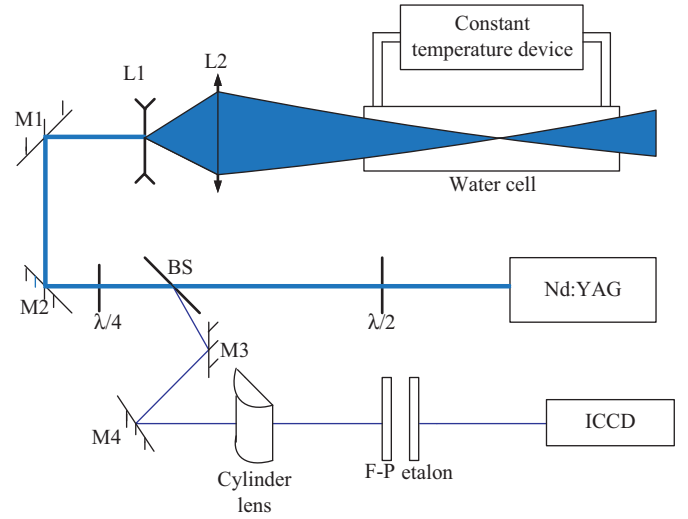 Constant
temperature device
L1
L2
M1
Water cell
BS
Nd:YAG
M2
λ/4
λ/2
M3
M4
ICCD
F-P etalon
Cylinder
lens